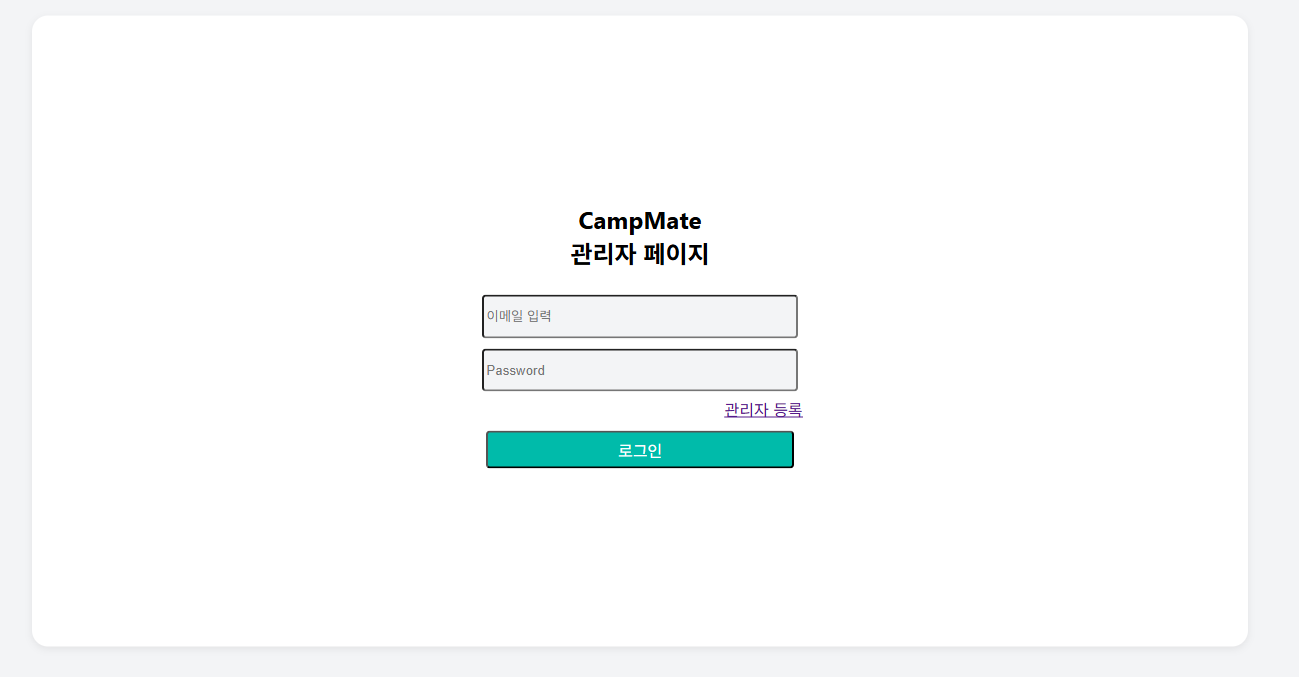 CampMate
관리자 페이지
이메일 입력
Password
관리자 등록
로그인